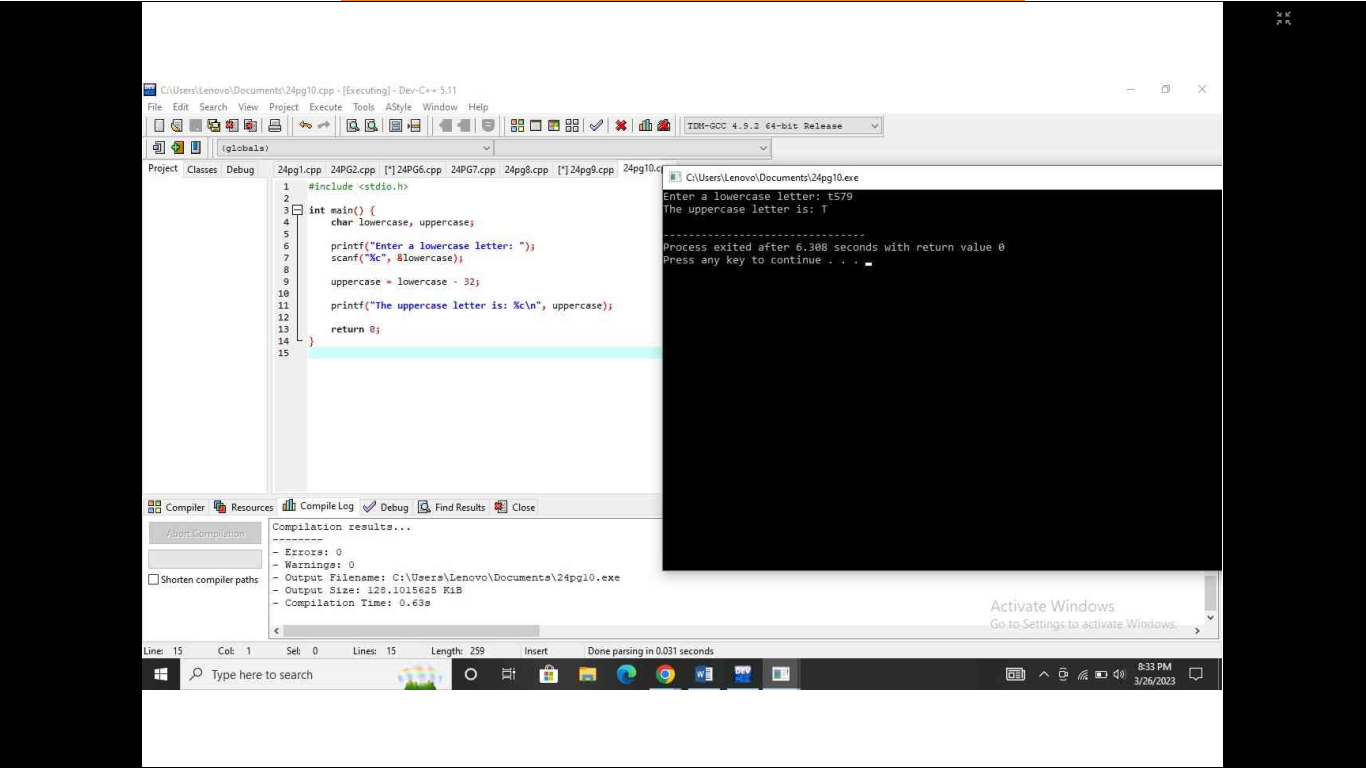 C:\Users\Lenovo\Documents\24pg10.cpp - [Executing] - Dev-C++ 5.11
File Edit Search View Project Execute Tools AStyle Window Help
TDM-GCC 4.9.2 64-bit Release
(globals)
Project Classes Debug
24pg1.cpp 24PG2.cpp [*] 24PG6.cpp 24PG7.cpp 24pg8.cpp [*] 24pg9.cpp 24pg10.cp
1 #include <stdio.h>
2
3 int main() {
4 char lowercase, uppercase;
5
6 printf("Enter a lowercase letter: ");
7 scanf("%c", &lowercase);
8
9 uppercase = lowercase - 32;
10
11 printf("The uppercase letter is: %c\n", uppercase);
12
13 return 0;
14 }
15
C:\Users\Lenovo\Documents\24pg10.exe
Enter a lowercase letter: t579
The uppercase letter is: T
--------------------------------
Process exited after 6.308 seconds with return value 0
Press any key to continue . . .
Compiler Resources Compile Log Debug Find Results Close
Abort Compilation
Shorten compiler paths
Compilation results...
--------
- Errors: 0
- Warnings: 0
- Output Filename: C:\Users\Lenovo\Documents\24pg10.exe
- Output Size: 128.1015625 KiB
- Compilation Time: 0.63s
Activate Windows
Go to Settings to activate Windows.
Line: 15 Col: 1 Sel: 0 Lines: 15 Length: 259 Insert Done parsing in 0.031 seconds
Type here to search
DEV
8:33 PM
3/26/2023